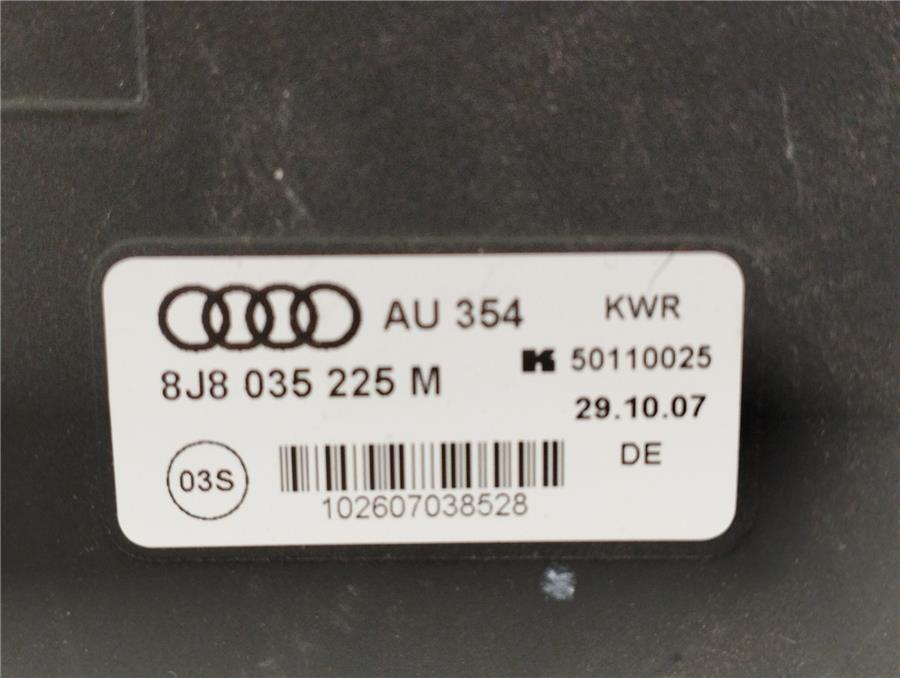 AU 354
KWR
8J8 035 225 M
K 50110025
29.10.07
03S
DE
102607038528